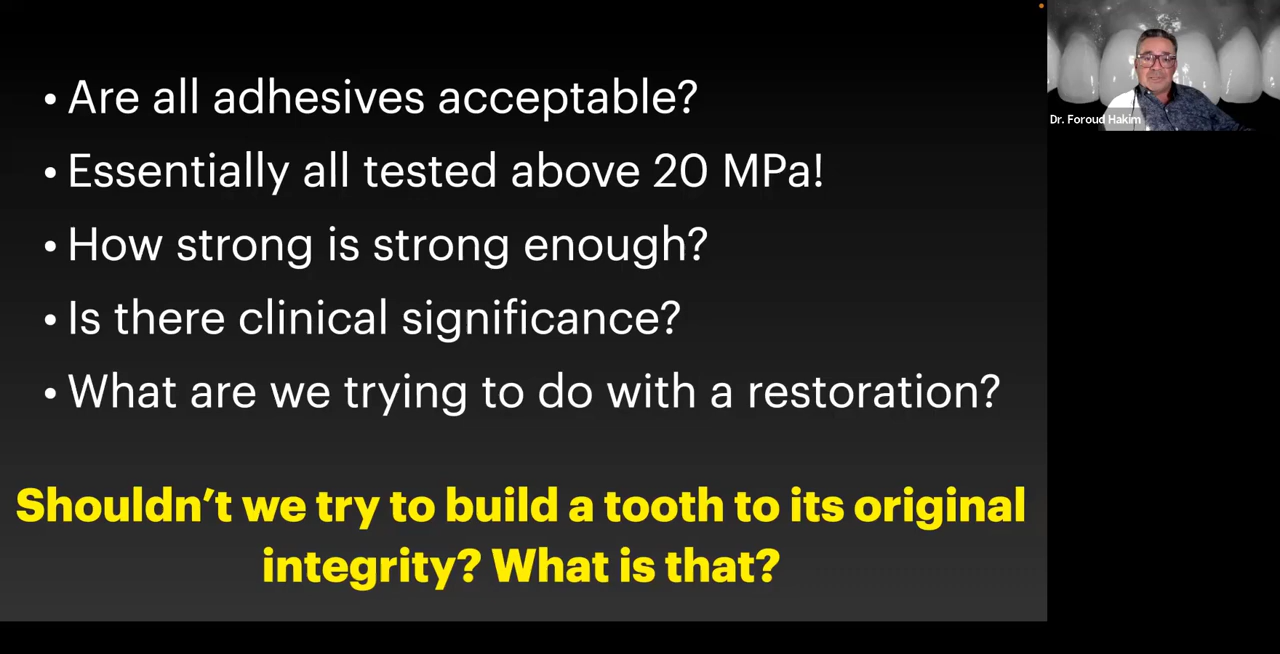 • Are all adhesives acceptable?
• Essentially all tested above 20 MPa!
• How strong is strong enough?
• Is there clinical significance?
• What are we trying to do with a restoration?
Shouldn’t we try to build a tooth to its original
integrity? What is that?
Dr. Foroud Hakim